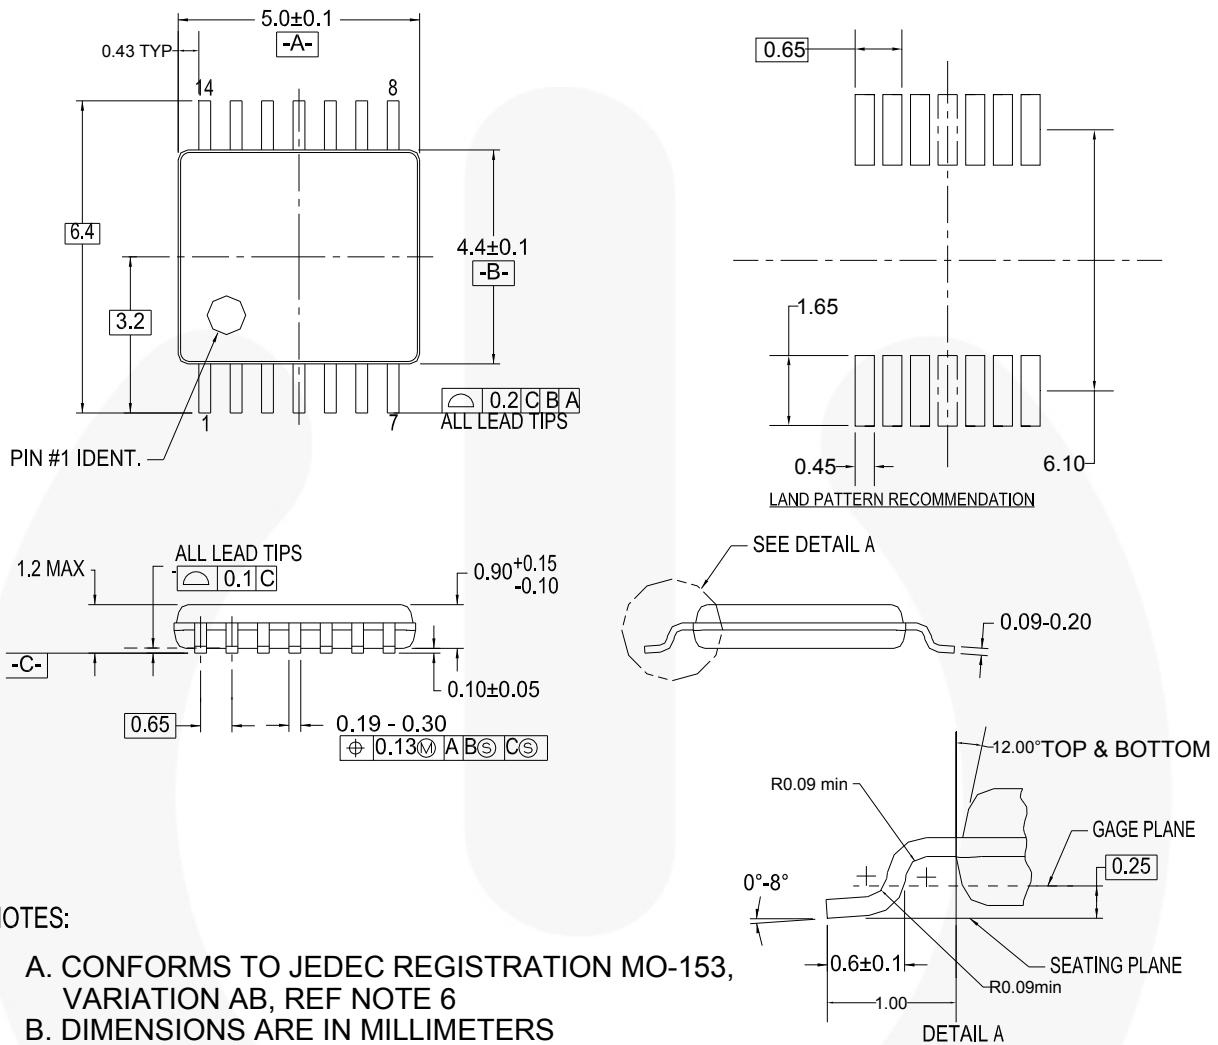 5.0±0.1
-A-
0.43 TYP
14
8
6.4
3.2
4.4±0.1
-B-
0.2 C B A
ALL LEAD TIPS
1
7
PIN #1 IDENT.
0.65
1.65
0.45
6.10
LAND PATTERN RECOMMENDATION
ALL LEAD TIPS
0.1 C
1.2 MAX
0.90 +0.15
-0.10
-C-
0.10±0.05
0.65
0.19 - 0.30
⌖ 0.13Ⓜ A BⓈ CⓈ
SEE DETAIL A
0.09-0.20
12.00° TOP & BOTTOM
R0.09 min
GAGE PLANE
0.25
0°-8°
0.6±0.1
SEATING PLANE
R0.09min
1.00
DETAIL A
NOTES:
A. CONFORMS TO JEDEC REGISTRATION MO-153,
VARIATION AB, REF NOTE 6
B. DIMENSIONS ARE IN MILLIMETERS